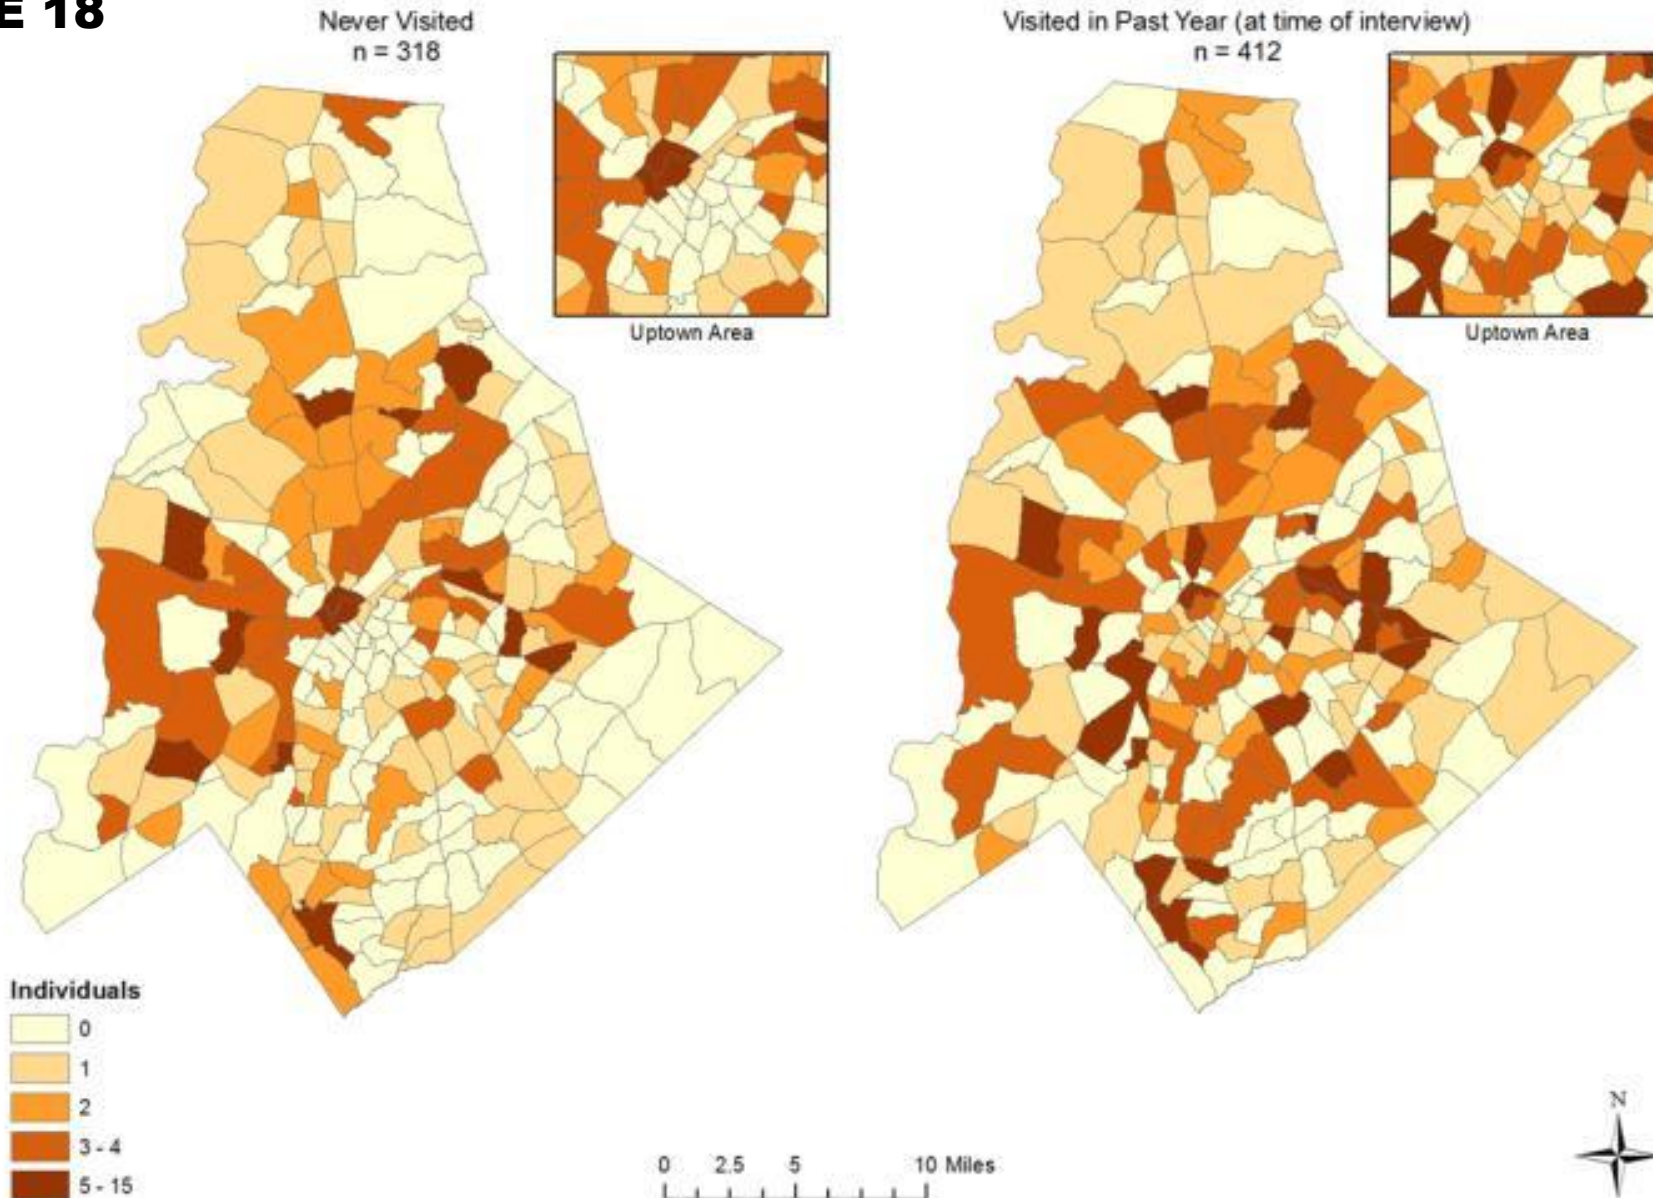 E 18
Never Visited
n = 318
Uptown Area
Visited in Past Year (at time of interview)
n = 412
Uptown Area
Individuals
0
1
2
3 - 4
5 - 15
0 2.5 5 10 Miles
N